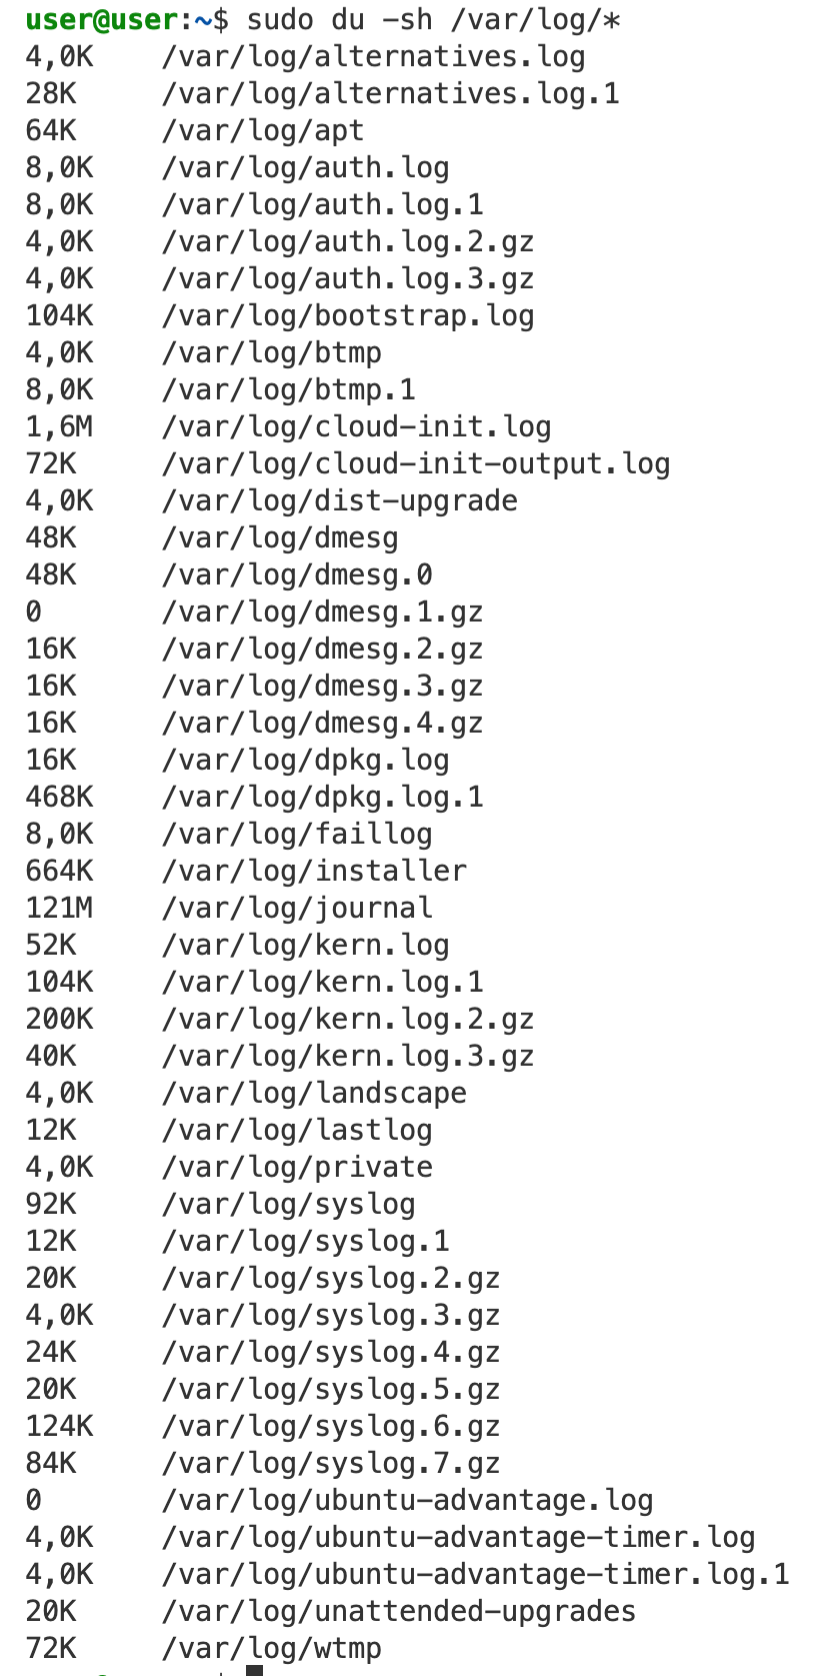 user@user:~$ sudo du -sh /var/log/*
4,0K /var/log/alternatives.log
28K /var/log/alternatives.log.1
64K /var/log/apt
8,0K /var/log/auth.log
8,0K /var/log/auth.log.1
4,0K /var/log/auth.log.2.gz
4,0K /var/log/auth.log.3.gz
104K /var/log/bootstrap.log
4,0K /var/log/btmp
8,0K /var/log/btmp.1
1,6M /var/log/cloud-init.log
72K /var/log/cloud-init-output.log
4,0K /var/log/dist-upgrade
48K /var/log/dmesg
48K /var/log/dmesg.0
0 /var/log/dmesg.1.gz
16K /var/log/dmesg.2.gz
16K /var/log/dmesg.3.gz
16K /var/log/dmesg.4.gz
16K /var/log/dpkg.log
468K /var/log/dpkg.log.1
8,0K /var/log/faillog
664K /var/log/installer
121M /var/log/journal
52K /var/log/kern.log
104K /var/log/kern.log.1
200K /var/log/kern.log.2.gz
40K /var/log/kern.log.3.gz
4,0K /var/log/landscape
12K /var/log/lastlog
4,0K /var/log/private
92K /var/log/syslog
12K /var/log/syslog.1
20K /var/log/syslog.2.gz
4,0K /var/log/syslog.3.gz
24K /var/log/syslog.4.gz
20K /var/log/syslog.5.gz
124K /var/log/syslog.6.gz
84K /var/log/syslog.7.gz
0 /var/log/ubuntu-advantage.log
4,0K /var/log/ubuntu-advantage-timer.log
4,0K /var/log/ubuntu-advantage-timer.log.1
20K /var/log/unattended-upgrades
72K /var/log/wtmp